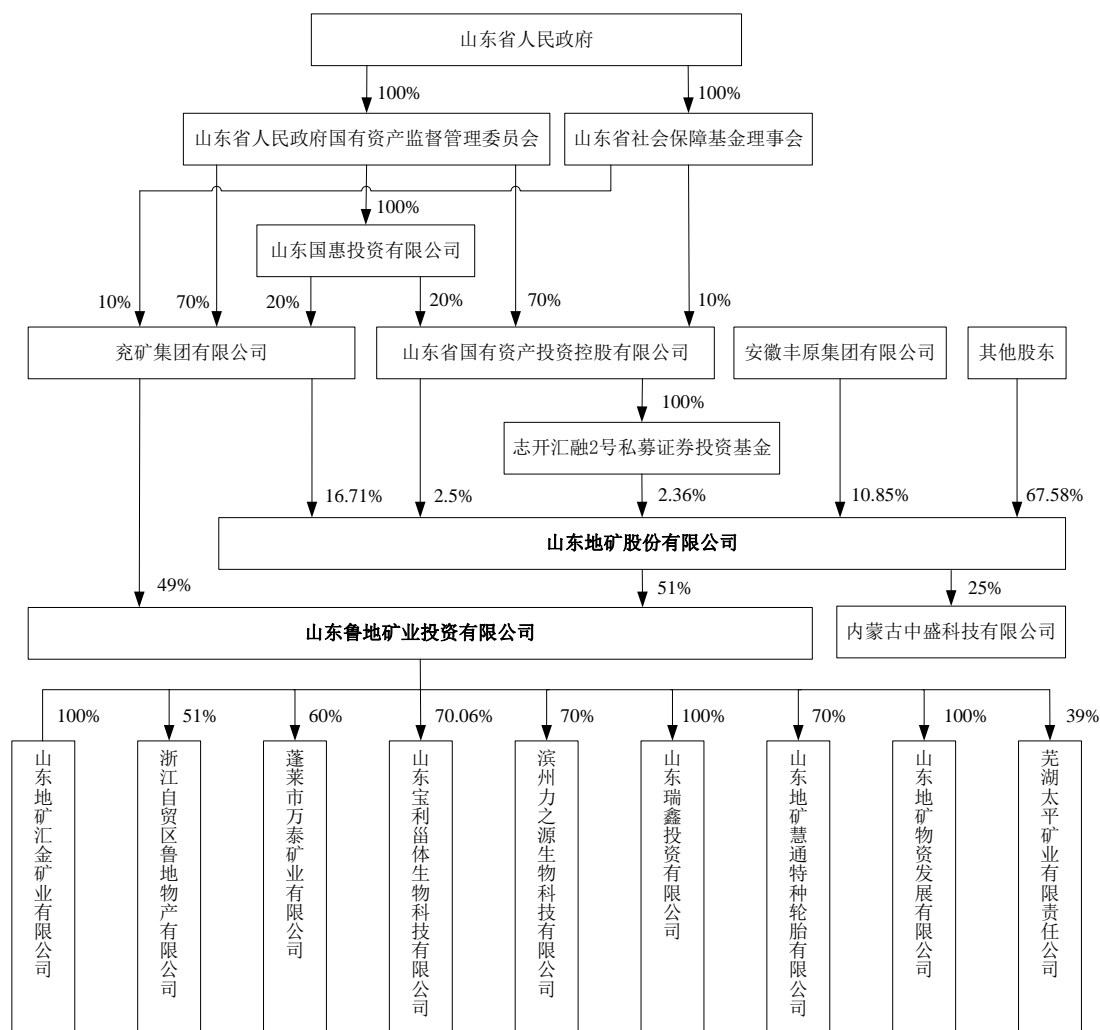 山东省人民政府
100%
100%
山东省人民政府国有资产监督管理委员会
山东省社会保障基金理事会
100%
山东国惠投资有限公司
10%
70%
20%
20%
70%
10%
兖矿集团有限公司
山东省国有资产投资控股有限公司
安徽丰原集团有限公司
其他股东
100%
志开汇融2号私募证券投资基金
16.71%
2.5%
2.36%
10.85%
67.58%
山东地矿股份有限公司
49%
51%
25%
山东鲁地矿业投资有限公司
内蒙古中盛科技有限公司
100%
51%
60%
70.06%
70%
100%
70%
100%
39%
山东地矿汇金矿业有限公司
浙江自贸区鲁地物产有限公司
蓬莱市万泰矿业有限公司
山东宝利甾体生物科技有限公司
滨州力之源生物科技有限公司
山东瑞鑫投资有限公司
山东地矿慧通特种轮胎有限公司
山东地矿物资发展有限公司
芜湖太平矿业有限责任公司